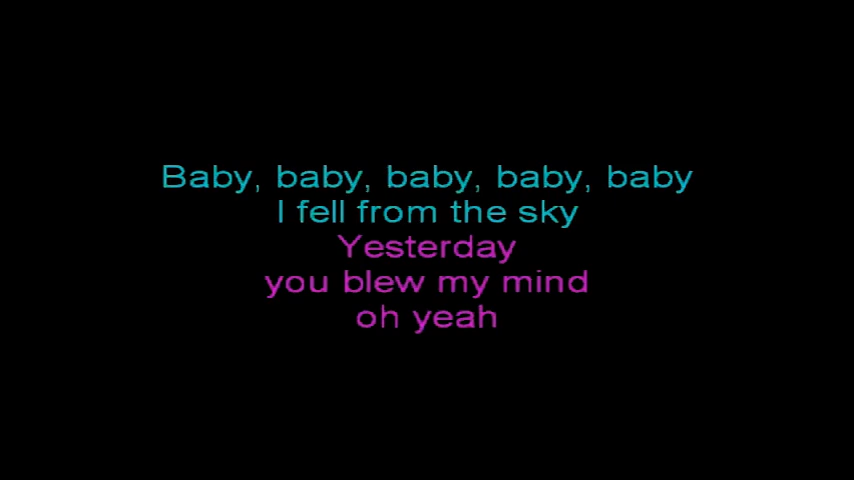 Baby, baby, baby, baby, baby
I fell from the sky
Yesterday
you blew my mind
oh yeah